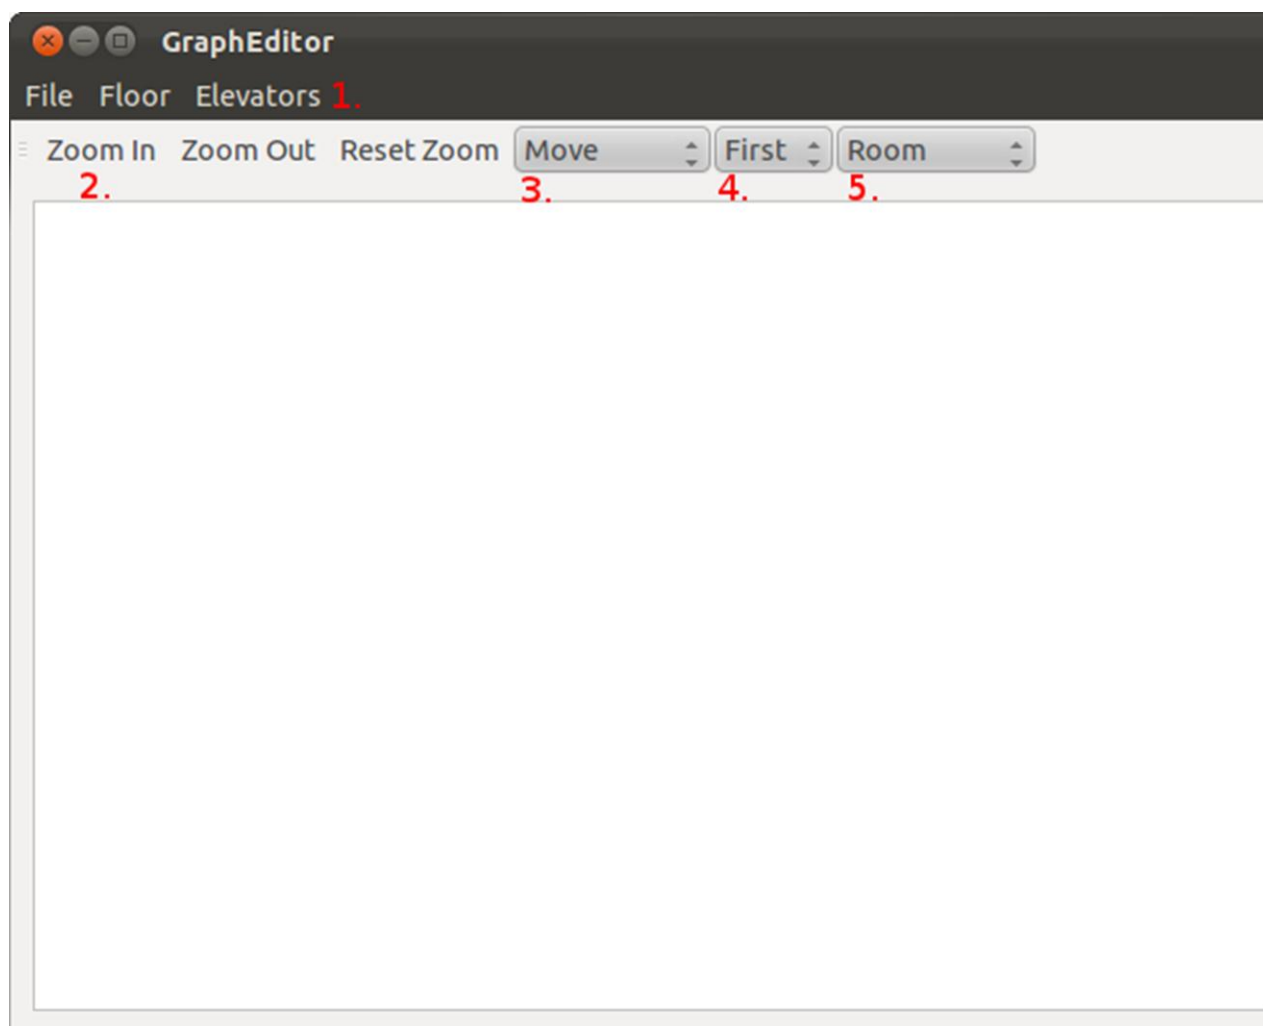 GraphEditor
File Floor Elevators 1.
Zoom In Zoom Out Reset Zoom Move First Room
2. 3. 4. 5.